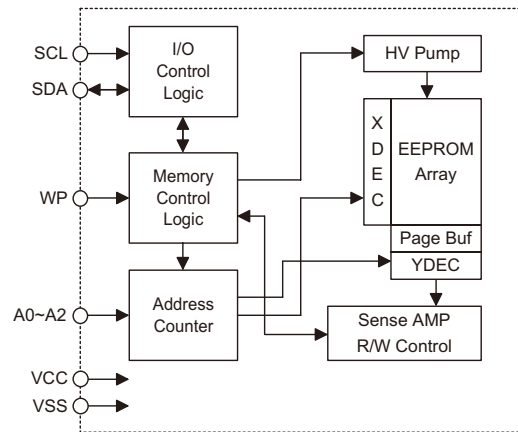 SCL
SDA
I/O
Control
Logic
HV Pump
X
D
E
C
EEPROM
Array
WP
Memory
Control
Logic
Page Buf
YDEC
A0~A2
Address
Counter
Sense AMP
R/W Control
VCC
VSS